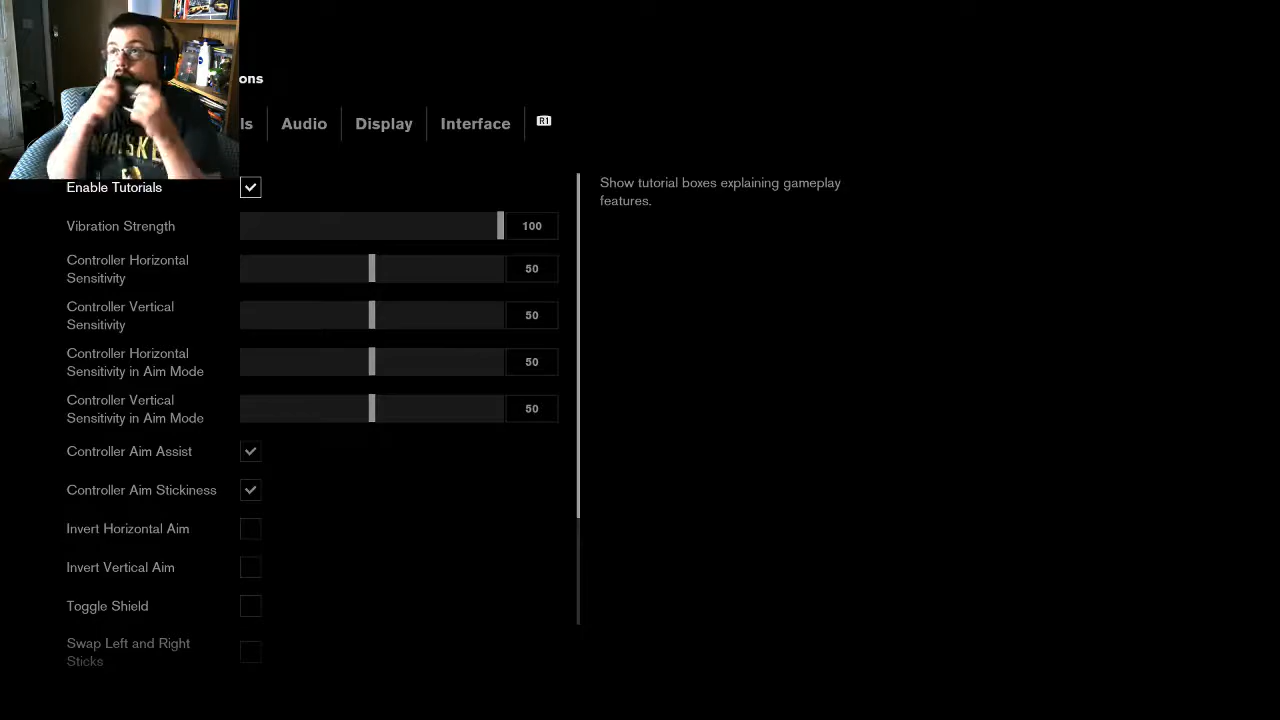 ons
ls
Audio
Display
Interface
R1
Enable Tutorials
Show tutorial boxes explaining gameplay
features.
Vibration Strength
100
Controller Horizontal
Sensitivity
50
Controller Vertical
Sensitivity
50
Controller Horizontal
Sensitivity in Aim Mode
50
Controller Vertical
Sensitivity in Aim Mode
50
Controller Aim Assist
Controller Aim Stickiness
Invert Horizontal Aim
Invert Vertical Aim
Toggle Shield
Swap Left and Right
Sticks